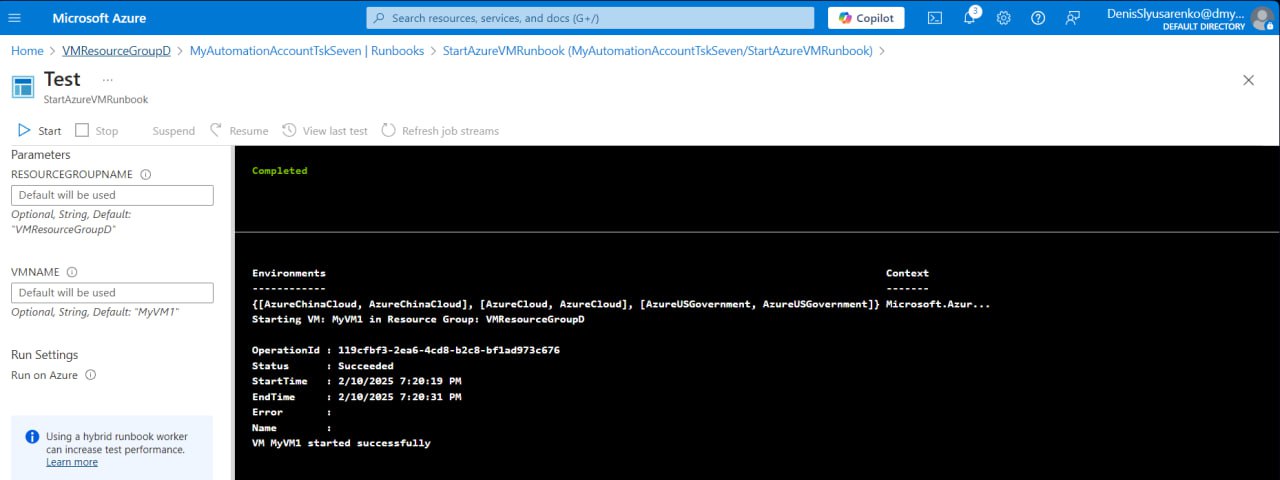 Microsoft Azure
Search resources, services, and docs (G+/)
Copilot
3
DenisSlyusarenko@dmy...
DEFAULT DIRECTORY
Home > VMResourceGroupD > MyAutomationAccountTskSeven | Runbooks > StartAzureVMRunbook (MyAutomationAccountTskSeven/StartAzureVMRunbook) >
Test ...
StartAzureVMRunbook
Start Stop Suspend Resume View last test Refresh job streams
Parameters
RESOURCEGROUPNAME
Default will be used
Optional, String, Default:
"VMResourceGroupD"
VMNAME
Default will be used
Optional, String, Default: "MyVM1"
Run Settings
Run on Azure
Using a hybrid runbook worker
can increase test performance.
Learn more
Completed
Environments Context
------------ -------
{[AzureChinaCloud, AzureChinaCloud], [AzureCloud, AzureCloud], [AzureUSGovernment, AzureUSGovernment]} Microsoft.Azur...
Starting VM: MyVM1 in Resource Group: VMResourceGroupD
OperationId : 119cfbf3-2ea6-4cd8-b2c8-bf1ad973c676
Status : Succeeded
StartTime : 2/10/2025 7:20:19 PM
EndTime : 2/10/2025 7:20:31 PM
Error :
Name :
VM MyVM1 started successfully